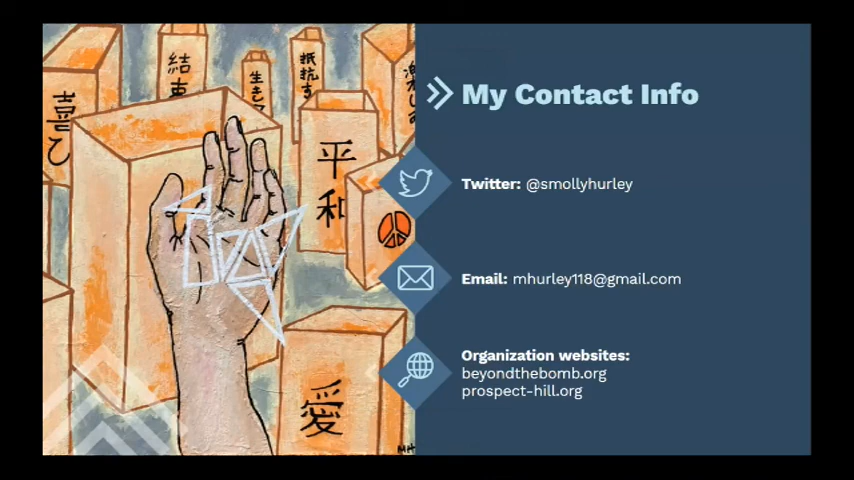 My Contact Info
Twitter: @smollyhurley
Email: mhurley118@gmail.com
Organization websites:
beyondthebomb.org
prospect-hill.org
喜び
結束
生き
抵抗す
平和
愛
MH